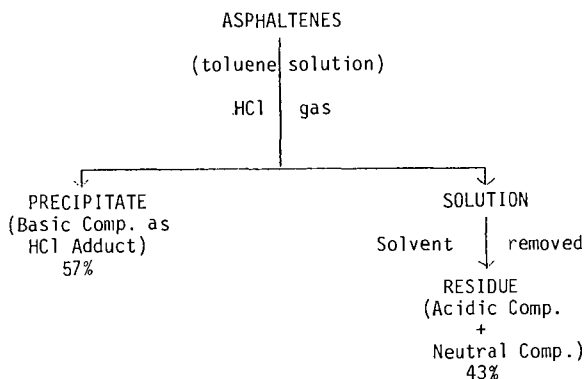 ASPHALTENES
(toluene solution)
HCl gas
PRECIPITATE
(Basic Comp. as
HCl Adduct)
57%
SOLUTION
Solvent removed
RESIDUE
(Acidic Comp.
+
Neutral Comp.)
43%